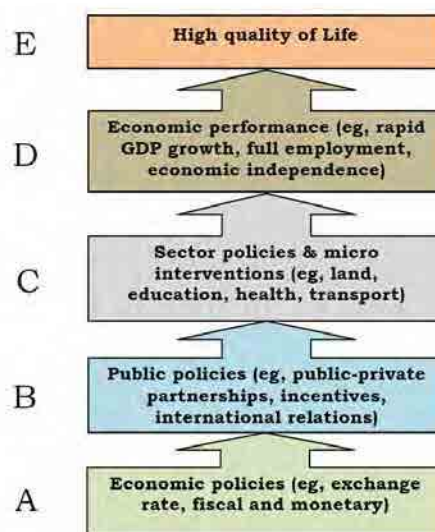 E
High quality of Life
D
Economic performance (eg, rapid
GDP growth, full employment,
economic independence)
C
Sector policies & micro
interventions (eg, land,
education, health, transport)
B
Public policies (eg, public-private
partnerships, incentives,
international relations)
A
Economic policies (eg, exchange
rate, fiscal and monetary)